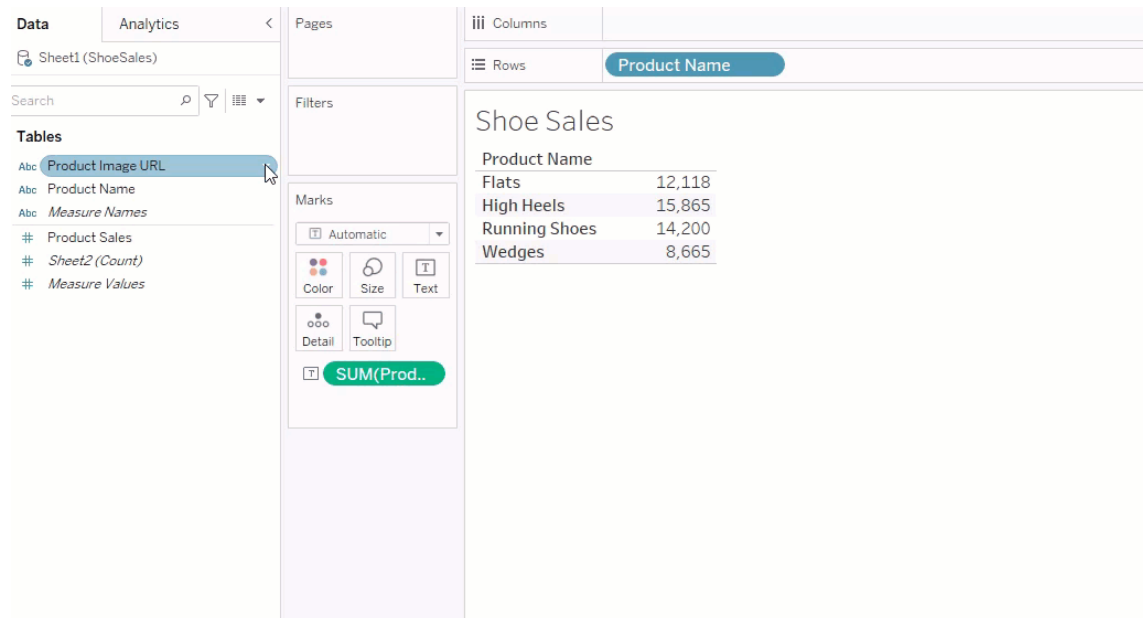 Data
Analytics
Sheet1 (ShoeSales)
Search
Tables
Abc Product Image URL
Abc Product Name
Abc Measure Names
# Product Sales
# Sheet2 (Count)
# Measure Values
Pages
Filters
Marks
T Automatic
Color Size T Text
Detail Tooltip
T SUM(Prod..
iii Columns
Rows Product Name
Shoe Sales
Product Name
Flats 12,118
High Heels 15,865
Running Shoes 14,200
Wedges 8,665